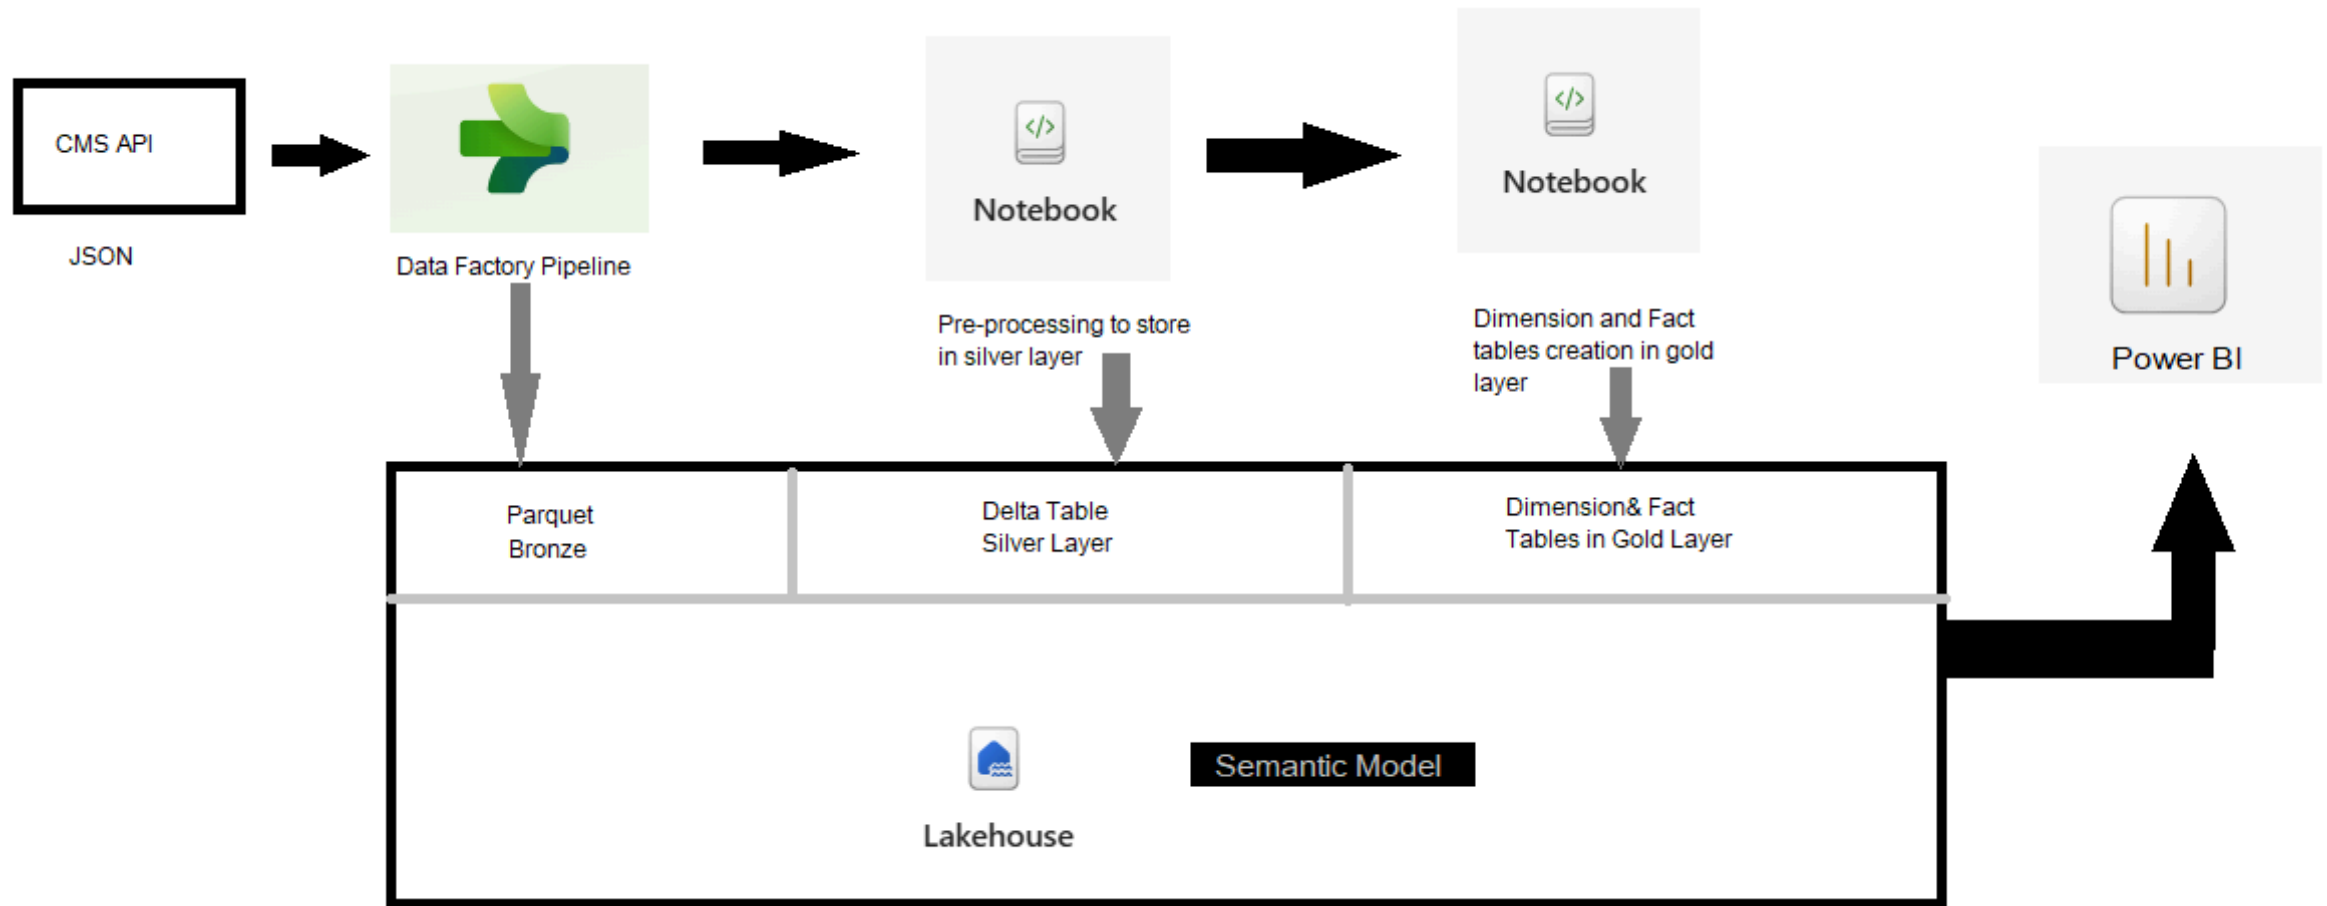 CMS API
JSON
Data Factory Pipeline
</>
Notebook
Pre-processing to store
in silver layer
</>
Notebook
Dimension and Fact
tables creation in gold
layer
Power BI
Parquet
Bronze
Delta Table
Silver Layer
Dimension& Fact
Tables in Gold Layer
Lakehouse
Semantic Model